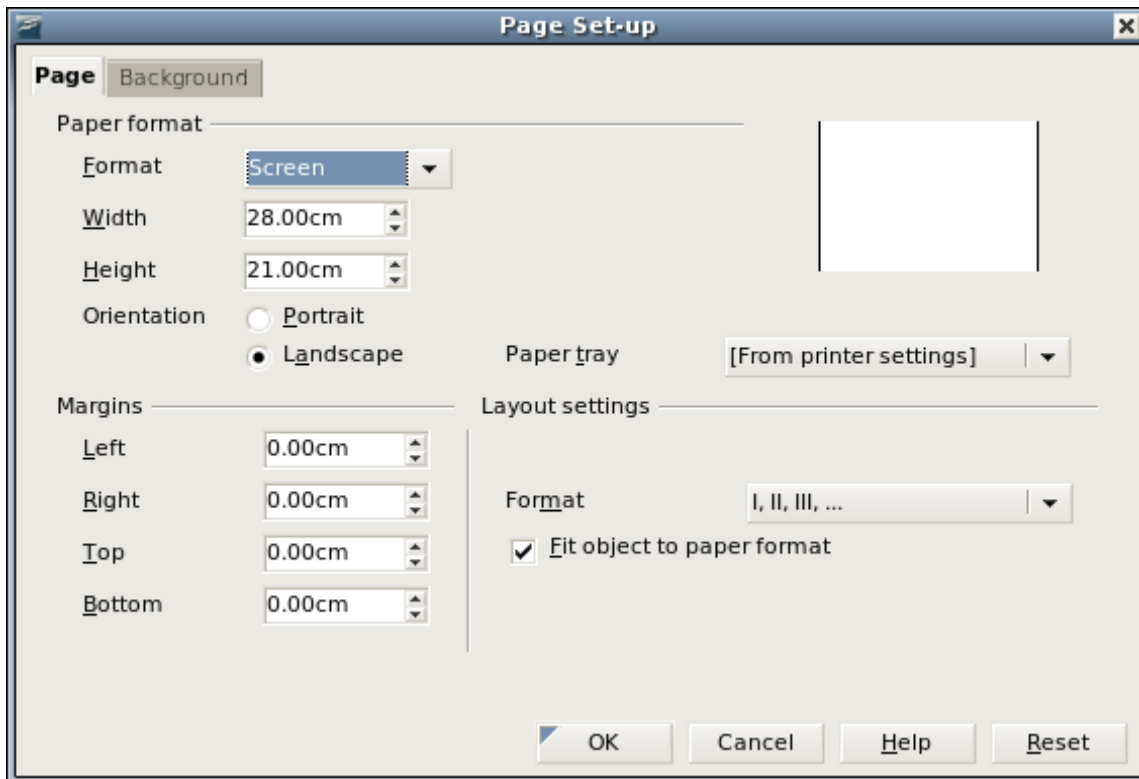 Page Set-up
Page Background
Paper format
Format Screen
Width 28.00cm
Height 21.00cm
Orientation Portrait
Landscape Paper tray [From printer settings]
Margins Layout settings
Left 0.00cm
Right 0.00cm Format I, II, III, ...
Top 0.00cm Fit object to paper format
Bottom 0.00cm
OK Cancel Help Reset